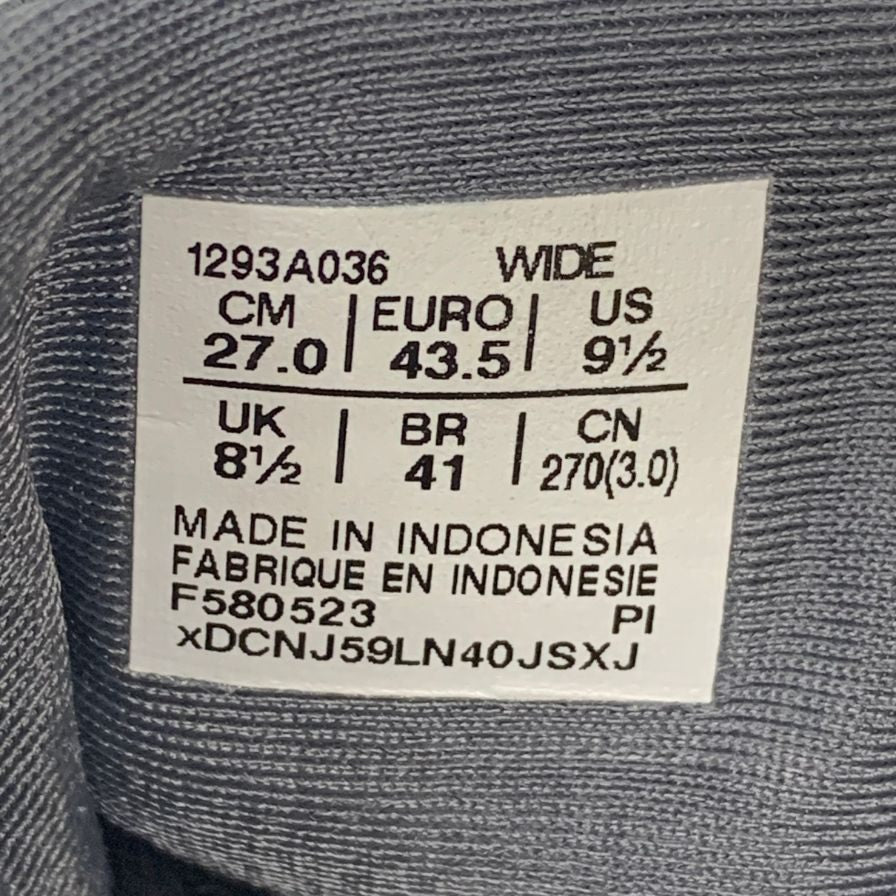 1293A036 WIDE
CM | EURO | US
27.0 | 43.5 | 9½
UK | BR | CN
8½ | 41 | 270(3.0)
MADE IN INDONESIA
FABRIQUE EN INDONESIE
F580523 PI
xDCNJ59LN40JSXJ